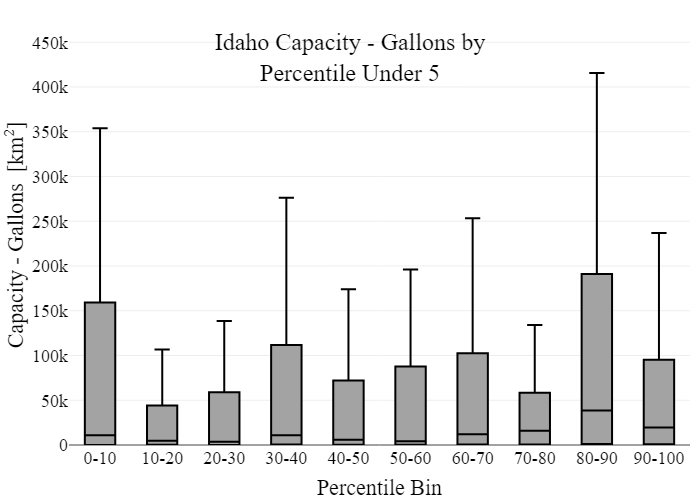 Idaho Capacity - Gallons by
Percentile Under 5
Capacity - Gallons [km²]
450k
400k
350k
300k
250k
200k
150k
100k
50k
0
0-10 10-20 20-30 30-40 40-50 50-60 60-70 70-80 80-90 90-100
Percentile Bin